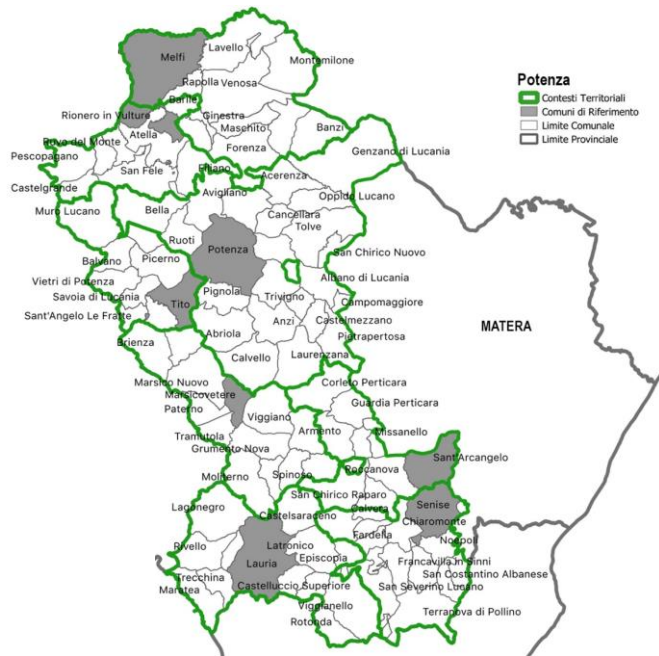 Melfi
Lavello
Montemilone
Rapolla
Venosa
Barile
Rionero in Vulture
Ginestra
Atella
Maschito
Banzi
Ruvo del Monte
Forenza
Genzano di Lucania
Pescopagano
San Fele
Filiano
Acerenza
Castelgrande
Avigliano
Oppido Lucano
Muro Lucano
Bella
Cancellara
Tolve
Ruoti
Potenza
San Chirico Nuovo
Balvano
Picerno
Albano di Lucania
Vietri di Potenza
Pignola
Trivigno
Campomaggiore
Savoia di Lucania
Tito
Sant'Angelo Le Fratte
Anzi
Castelmezzano
Abriola
Pietrapertosa
Brienza
Calvello
Laurenzana
Marsico Nuovo
Corleto Perticara
Marsicovetere
Guardia Perticara
Paterno
Viggiano
Armento
Missanello
Tramutola
Grumento Nova
Sant'Arcangelo
Moliterno
Spinoso
Roccanova
San Chirico Raparo
Lagonegro
Castelsaraceno
Calvera
Senise
Chiaromonte
Fardella
Noepoli
Rivello
Latronico
Episcopia
Lauria
Francavilla in Sinni
Trecchina
San Costantino Albanese
Maratea
Castelluccio Superiore
San Severino Lucano
Viggianello
Terranova di Pollino
Rotonda
MATERA
Potenza
Contesti Territoriali
Comuni di Riferimento
Limite Comunale
Limite Provinciale